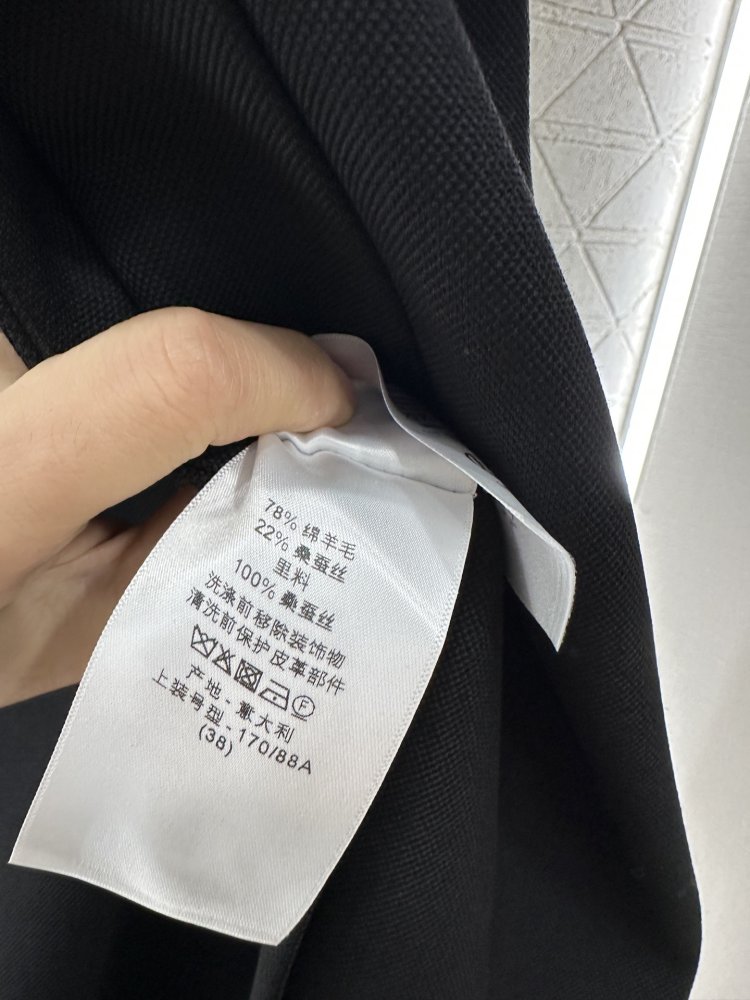 78% 绵羊毛
22% 桑蚕丝
里料
100% 桑蚕丝
洗涤前移除装饰物
清洗前保护皮革部件
F
产地-意大利
上装号型-170/88A
(38)